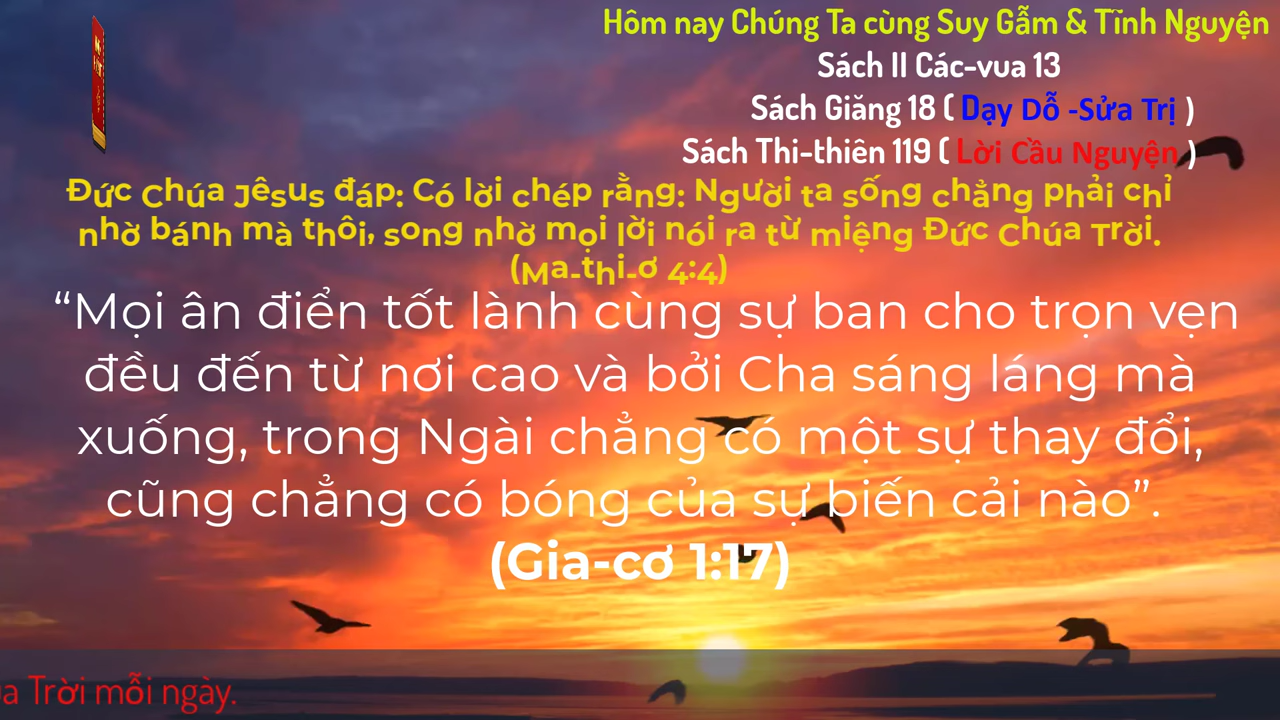 Hôm nay Chúng Ta cùng Suy Gẫm & Tĩnh Nguyện
Sách II Các-vua 13
Sách Giăng 18 ( Dạy Dỗ -Sửa Trị )
Sách Thi-thiên 119 ( Lời Cầu Nguyện )
Đức Chúa Jêsus đáp: Có lời chép rằng: Người ta sống chẳng phải chỉ
nhờ bánh mà thôi, song nhờ mọi lời nói ra từ miệng Đức Chúa Trời.
(Ma-thi-ơ 4:4)
“Mọi ân điển tốt lành cùng sự ban cho trọn vẹn
đều đến từ nơi cao và bởi Cha sáng láng mà
xuống, trong Ngài chẳng có một sự thay đổi,
cũng chẳng có bóng của sự biến cải nào”.
(Gia-cơ 1:17)
Trời mỗi ngày.